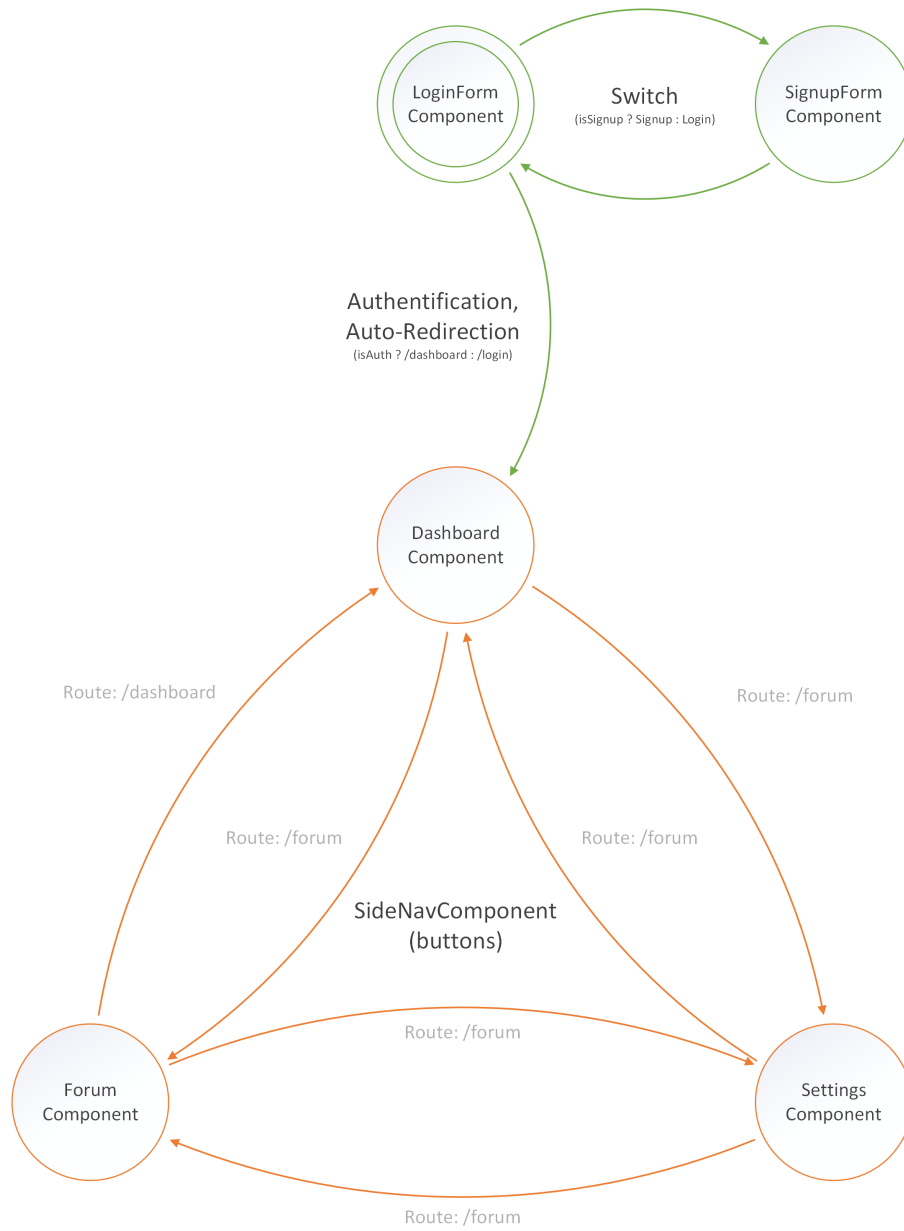 LoginForm
Component
Switch
(isSignup ? Signup : Login)
SignupForm
Component
Authentification,
Auto-Redirection
(isAuth ? /dashboard : /login)
Dashboard
Component
Route: /dashboard
Route: /forum
Route: /forum
Route: /forum
SideNavComponent
(buttons)
Route: /forum
Forum
Component
Settings
Component
Route: /forum